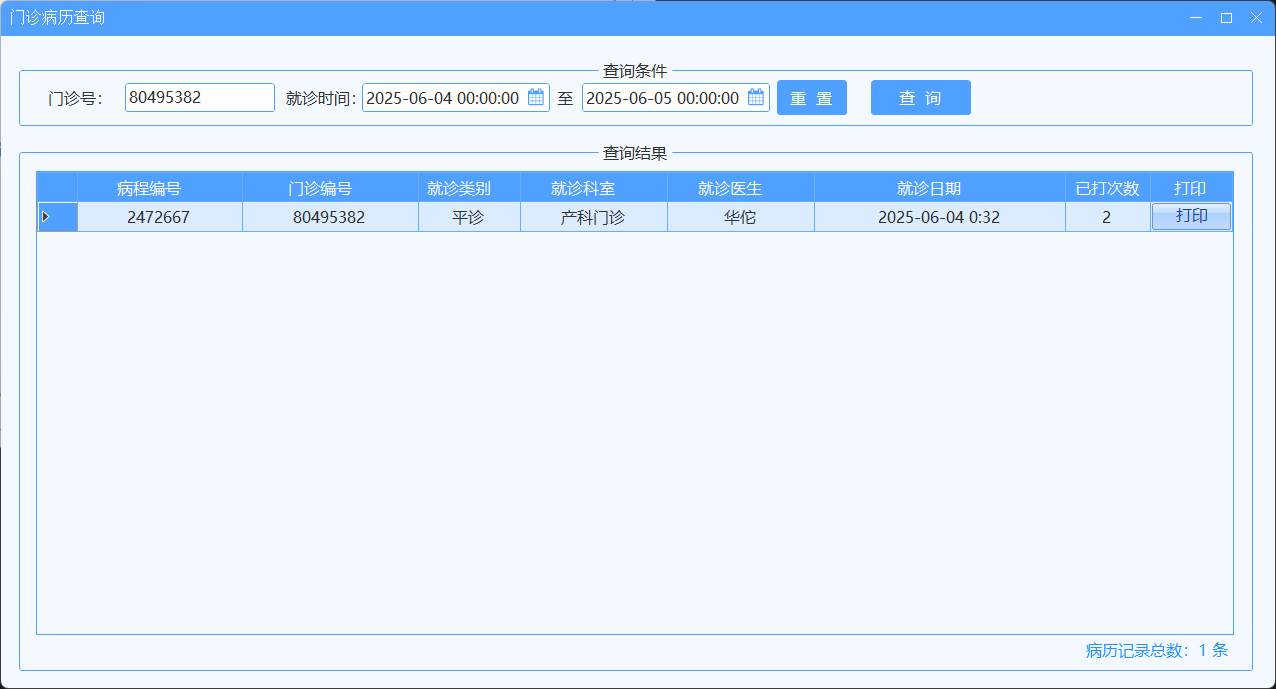 门诊病历查询
查询条件
门诊号： 80495382 就诊时间： 2025-06-04 00:00:00 至 2025-06-05 00:00:00 重 置 查 询
查询结果
病程编号 门诊编号 就诊类别 就诊科室 就诊医生 就诊日期 已打次数 打印
2472667 80495382 平诊 产科门诊 华佗 2025-06-04 0:32 2 打印
病历记录总数：1 条